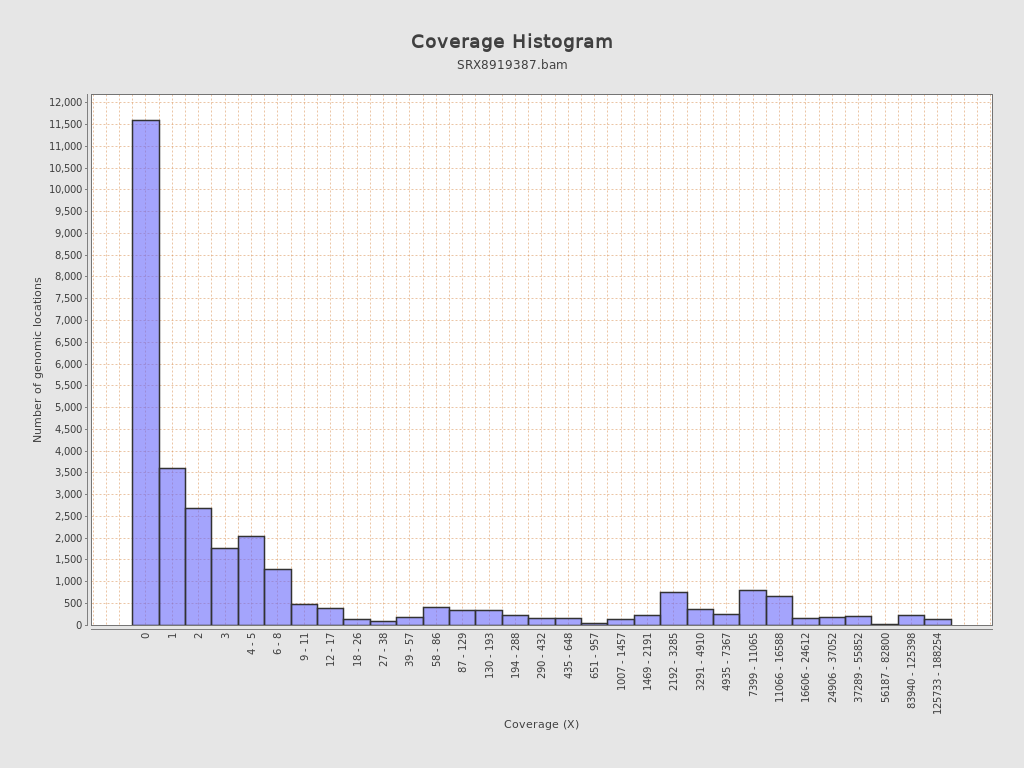 Coverage Histogram
SRX8919387.bam
Number of genomic locations
12,000
11,500
11,000
10,500
10,000
9,500
9,000
8,500
8,000
7,500
7,000
6,500
6,000
5,500
5,000
4,500
4,000
3,500
3,000
2,500
2,000
1,500
1,000
500
0
0
1
2
3
4 - 5
6 - 8
9 - 11
12 - 17
18 - 26
27 - 38
39 - 57
58 - 86
87 - 129
130 - 193
194 - 288
290 - 432
435 - 648
651 - 957
1007 - 1457
1469 - 2191
2192 - 3285
3291 - 4910
4935 - 7367
7399 - 11065
11066 - 16588
16606 - 24612
24906 - 37052
37289 - 55852
56187 - 82800
83940 - 125398
125733 - 188254
Coverage (X)